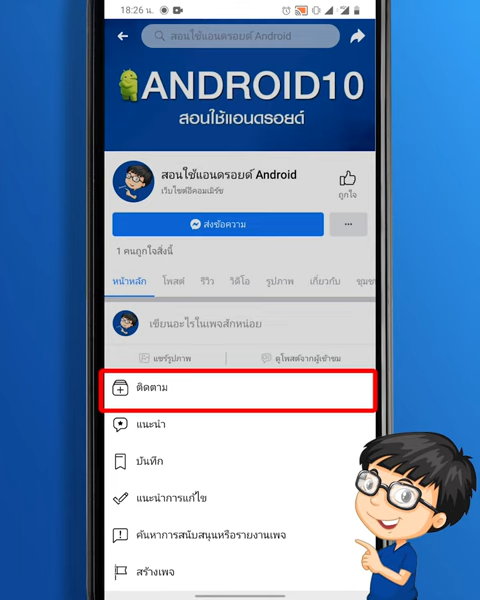 18:26 น.
สอนใช้แอนดรอยด์ Android
ANDROID10
สอนใช้แอนดรอยด์
สอนใช้แอนดรอยด์ Android
เว็บไซต์อีคอมเมิร์ซ
ถูกใจ
ส่งข้อความ
1 คนถูกใจสิ่งนี้
หน้าหลัก โพสต์ รีวิว วิดีโอ รูปภาพ เกี่ยวกับ ชุมช
เขียนอะไรในเพจสักหน่อย
แชร์รูปภาพ ดูโพสต์จากผู้เข้าชม
ติดตาม
แนะนำ
บันทึก
แนะนำการแก้ไข
ค้นหาการสนับสนุนหรือรายงานเพจ
สร้างเพจ